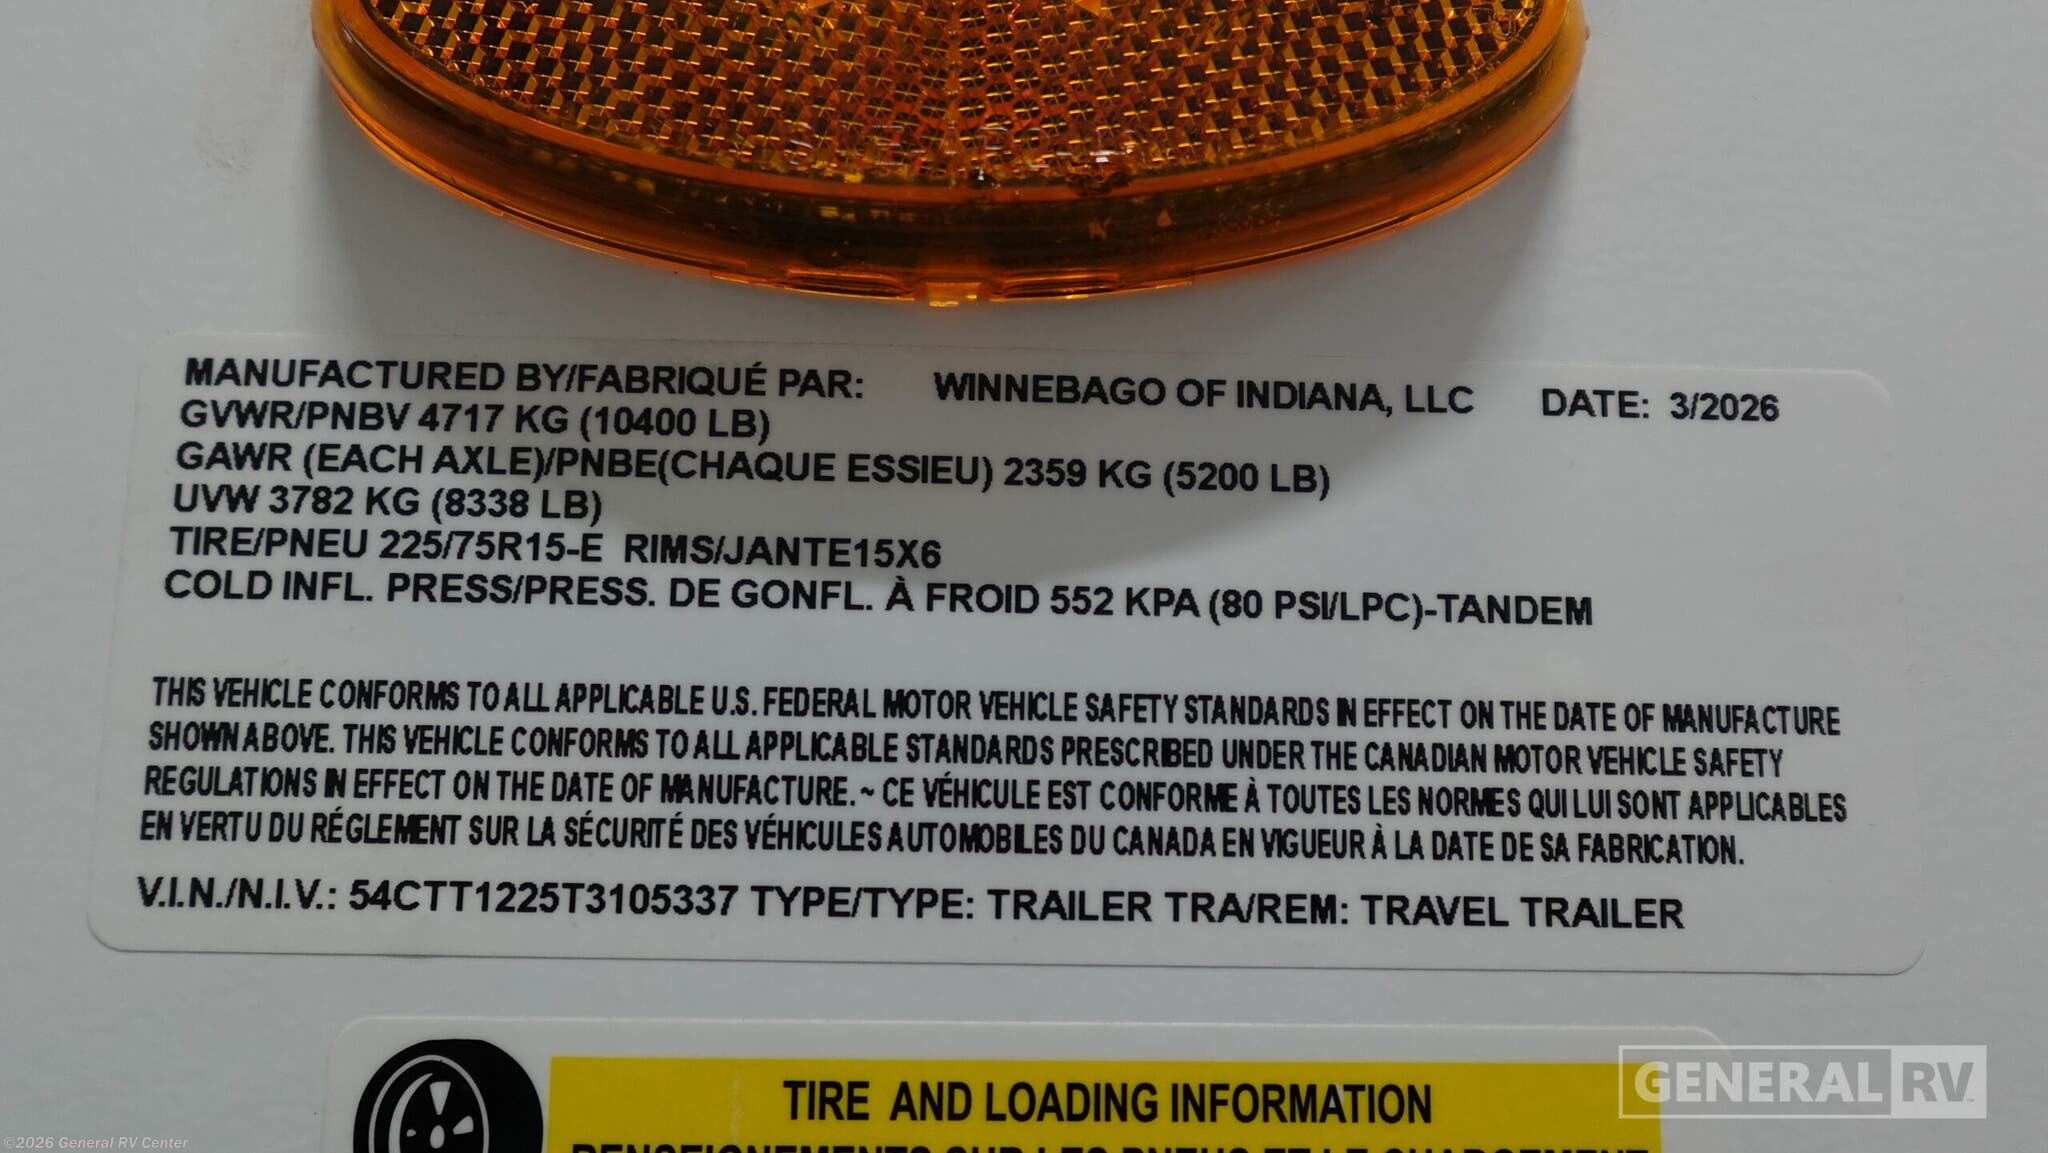 MANUFACTURED BY/FABRIQUÉ PAR: WINNEBAGO OF INDIANA, LLC DATE: 3/2026
GVWR/PNBV 4717 KG (10400 LB)
GAWR (EACH AXLE)/PNBE(CHAQUE ESSIEU) 2359 KG (5200 LB)
UVW 3782 KG (8338 LB)
TIRE/PNEU 225/75R15-E RIMS/JANTE15X6
COLD INFL. PRESS/PRESS. DE GONFL. À FROID 552 KPA (80 PSI/LPC)-TANDEM
THIS VEHICLE CONFORMS TO ALL APPLICABLE U.S. FEDERAL MOTOR VEHICLE SAFETY STANDARDS IN EFFECT ON THE DATE OF MANUFACTURE
SHOWN ABOVE. THIS VEHICLE CONFORMS TO ALL APPLICABLE STANDARDS PRESCRIBED UNDER THE CANADIAN MOTOR VEHICLE SAFETY
REGULATIONS IN EFFECT ON THE DATE OF MANUFACTURE. ~ CE VÉHICULE EST CONFORME À TOUTES LES NORMES QUI LUI SONT APPLICABLES
EN VERTU DU RÉGLEMENT SUR LA SÉCURITÉ DES VÉHICULES AUTOMOBILES DU CANADA EN VIGUEUR À LA DATE DE SA FABRICATION.
V.I.N./N.I.V.: 54CTT1225T3105337 TYPE/TYPE: TRAILER TRA/REM: TRAVEL TRAILER
TIRE AND LOADING INFORMATION
RENSEIGNEMENTS SUR LES PNEUS ET LE CHARGEMENT
GENERAL RV
©2026 General RV Center